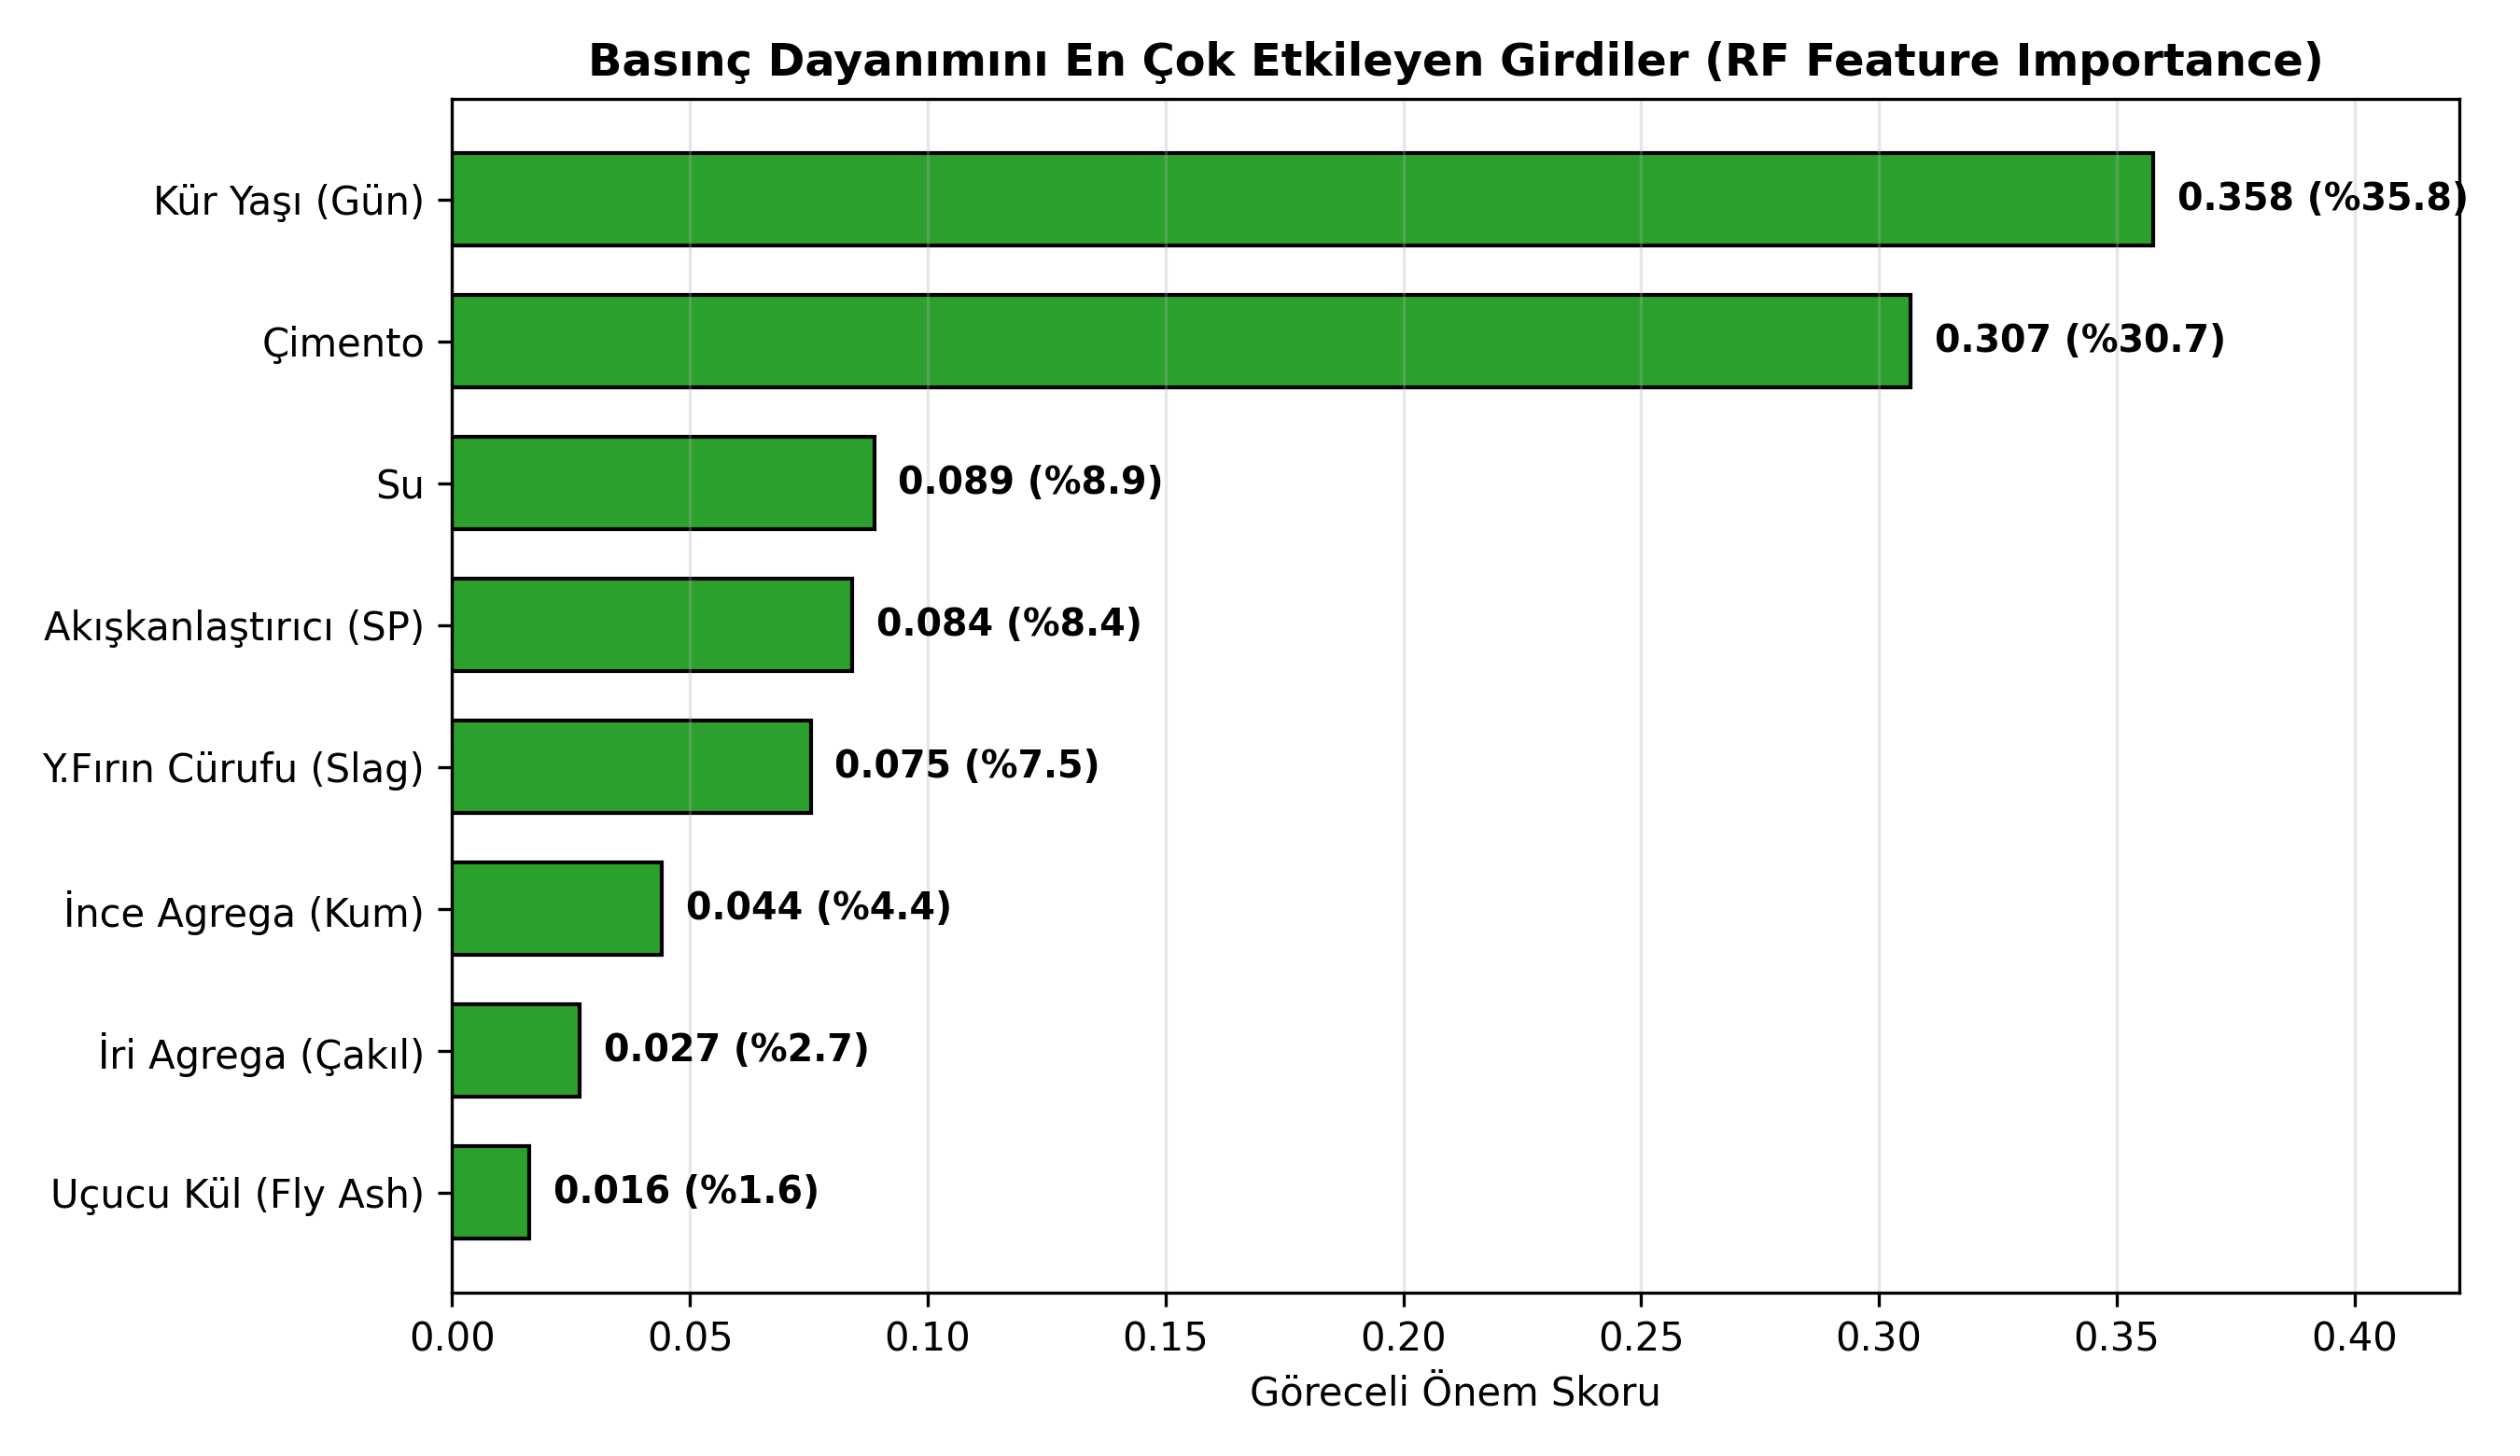 Basınç Dayanımını En Çok Etkileyen Girdiler (RF Feature Importance)
Kür Yaşı (Gün)
0.358 (%35.8)
Çimento
0.307 (%30.7)
Su
0.089 (%8.9)
Akışkanlaştırıcı (SP)
0.084 (%8.4)
Y.Fırın Cürufu (Slag)
0.075 (%7.5)
İnce Agrega (Kum)
0.044 (%4.4)
İri Agrega (Çakıl)
0.027 (%2.7)
Uçucu Kül (Fly Ash)
0.016 (%1.6)
0.00 0.05 0.10 0.15 0.20 0.25 0.30 0.35 0.40
Göreceli Önem Skoru